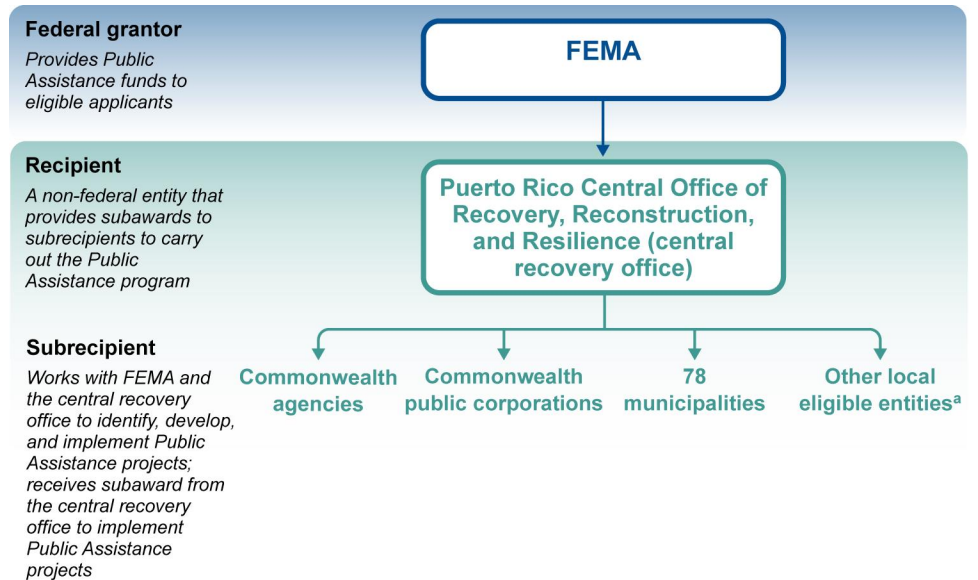 Federal grantor
Provides Public
Assistance funds to
eligible applicants
FEMA
Recipient
A non-federal entity that
provides subawards to
subrecipients to carry
out the Public
Assistance program
Puerto Rico Central Office of
Recovery, Reconstruction,
and Resilience (central
recovery office)
Subrecipient
Works with FEMA and
the central recovery
office to identify, develop,
and implement Public
Assistance projects;
receives subaward from
the central recovery
office to implement
Public Assistance
projects
Commonwealth
agencies
Commonwealth
public corporations
78
municipalities
Other local
eligible entitiesᵃ